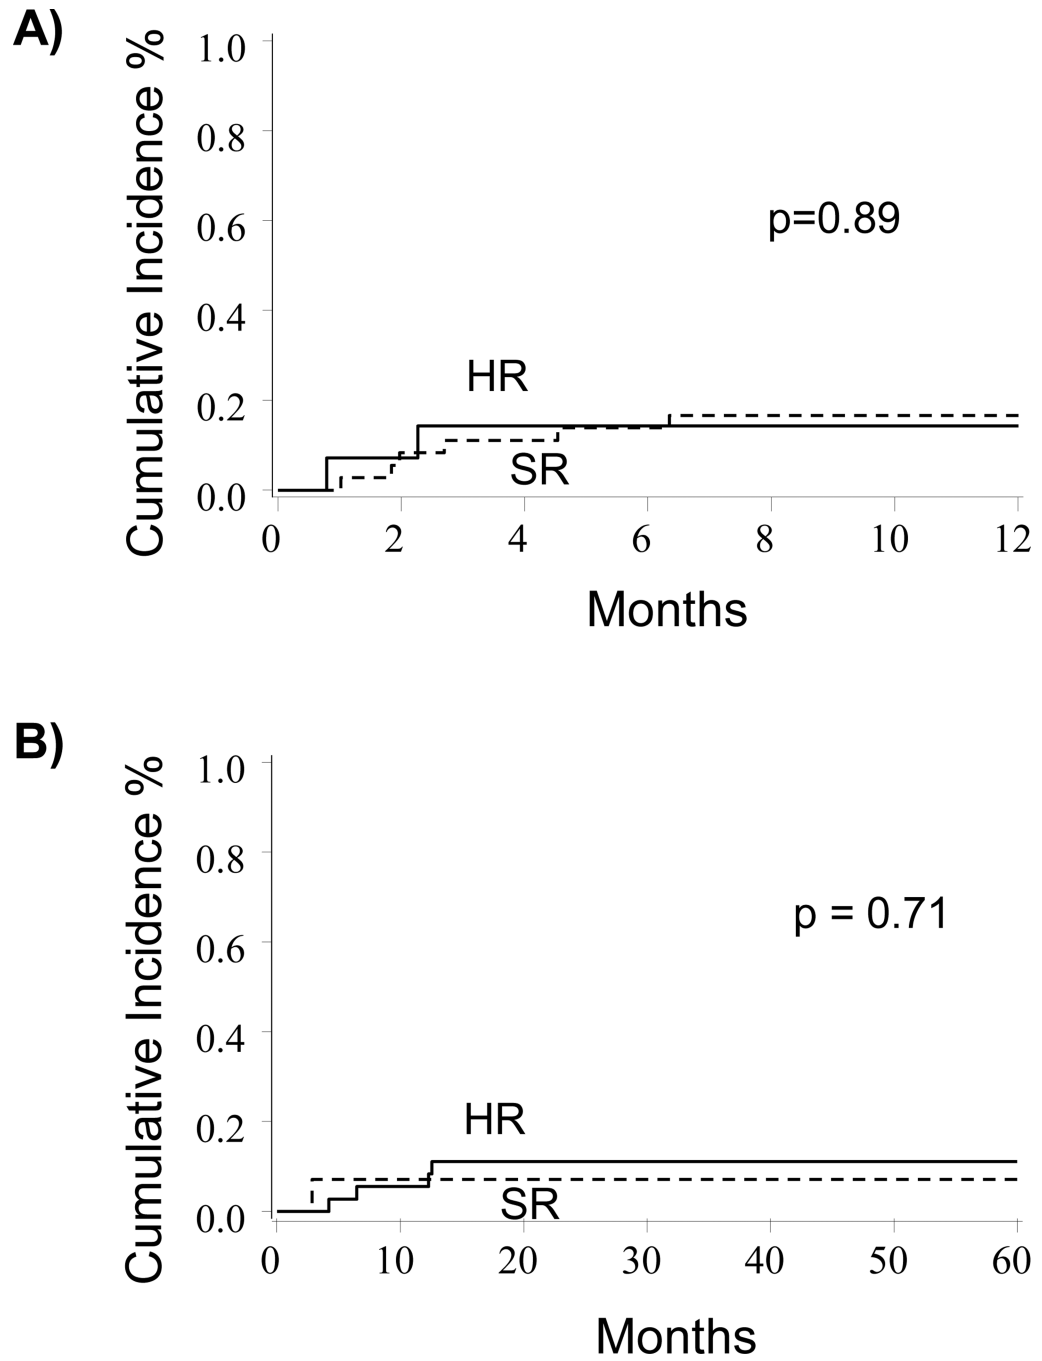 A)
Cumulative Incidence %
1.0
0.8
0.6
0.4
0.2
0.0
p=0.89
HR
SR
0 2 4 6 8 10 12
Months
B)
Cumulative Incidence %
1.0
0.8
0.6
0.4
0.2
0.0
p = 0.71
HR
SR
0 10 20 30 40 50 60
Months